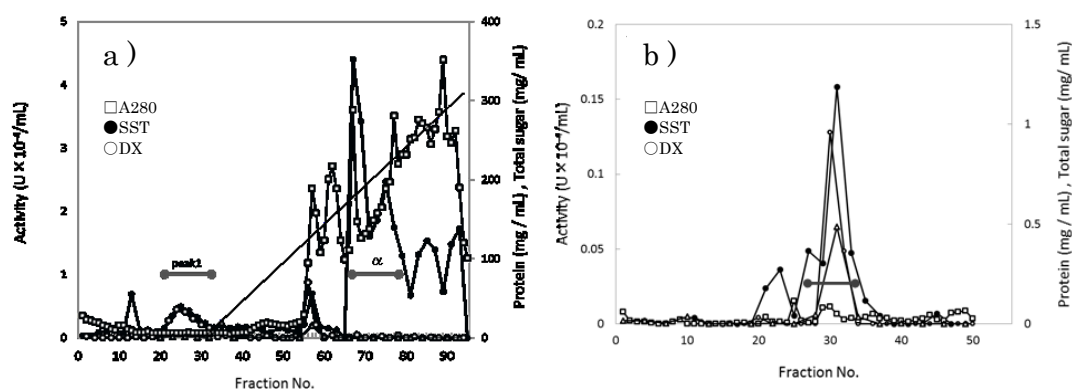 a )
5
4
3
2
1
0
Activity (U × 10⁻⁴/mL)
□A280
●SST
○DX
peak1
α
400
300
200
100
0
Protein (mg / mL) , Total sugar (mg/ mL)
0 10 20 30 40 50 60 70 80 90
Fraction No.
b )
0.2
0.15
0.1
0.05
0
Activity (U × 10⁻⁴/mL)
□A280
●SST
○DX
1.5
1
0.5
0
Protein (mg / mL) , Total sugar (mg/ mL)
0 10 20 30 40 50
Fraction No.